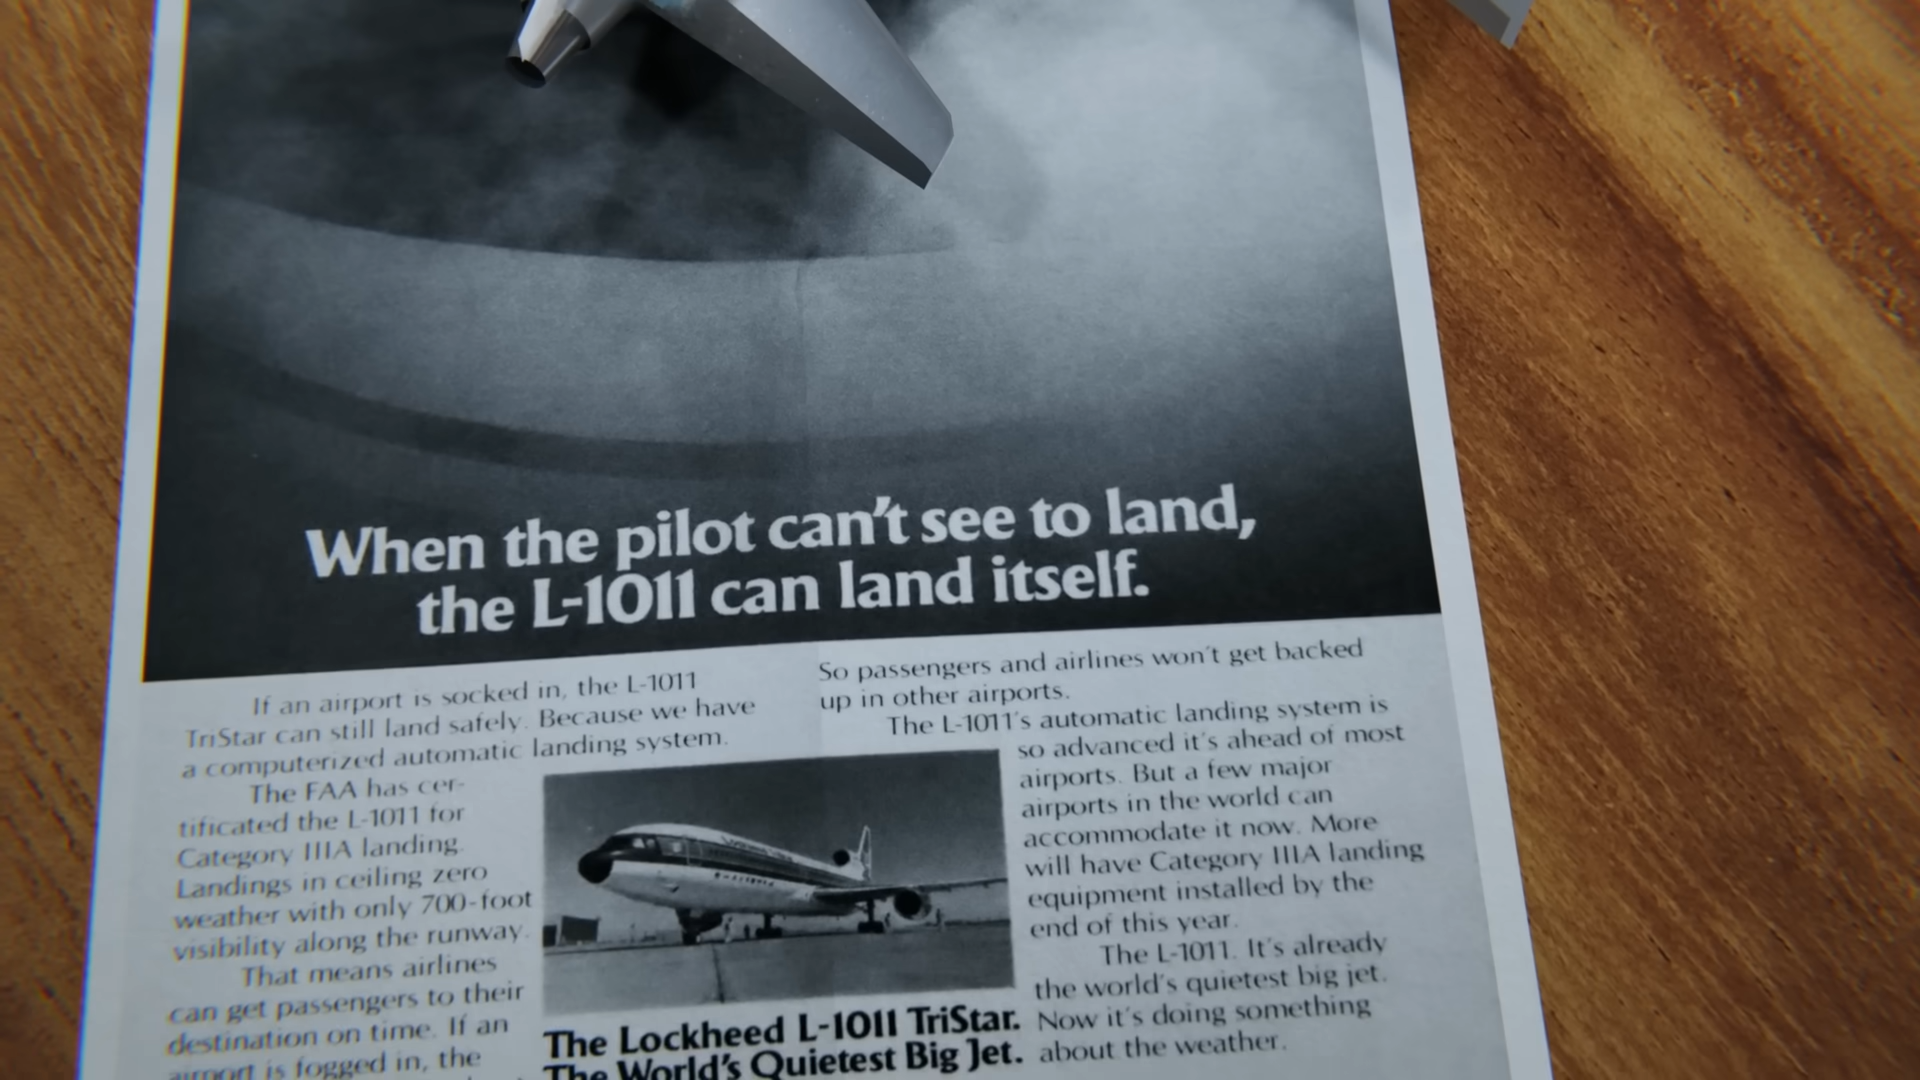 When the pilot can't see to land,
the L-1011 can land itself.
If an airport is socked in, the L-1011
TriStar can still land safely. Because we have
a computerized automatic landing system.
The FAA has cer-
tificated the L-1011 for
Category IIIA landing.
Landings in ceiling zero
weather with only 700-foot
visibility along the runway.
That means airlines
can get passengers to their
destination on time. If an
airport is fogged in, the
The Lockheed L-1011 TriStar.
The World's Quietest Big Jet.
So passengers and airlines won't get backed
up in other airports.
The L-1011's automatic landing system is
so advanced it's ahead of most
airports. But a few major
airports in the world can
accommodate it now. More
will have Category IIIA landing
equipment installed by the
end of this year.
The L-1011. It's already
the world's quietest big jet.
Now it's doing something
about the weather.